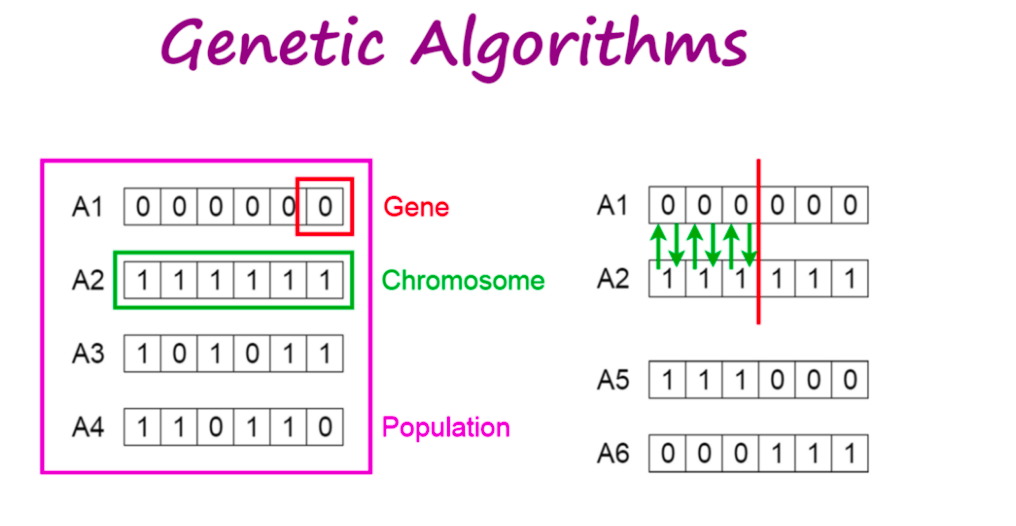 Genetic Algorithms
A1 0 0 0 0 0 0 Gene
A2 1 1 1 1 1 1 Chromosome
A3 1 0 1 0 1 1
A4 1 1 0 1 1 0 Population
A1 0 0 0 0 0 0
A2 1 1 1 1 1 1
A5 1 1 1 0 0 0
A6 0 0 0 1 1 1